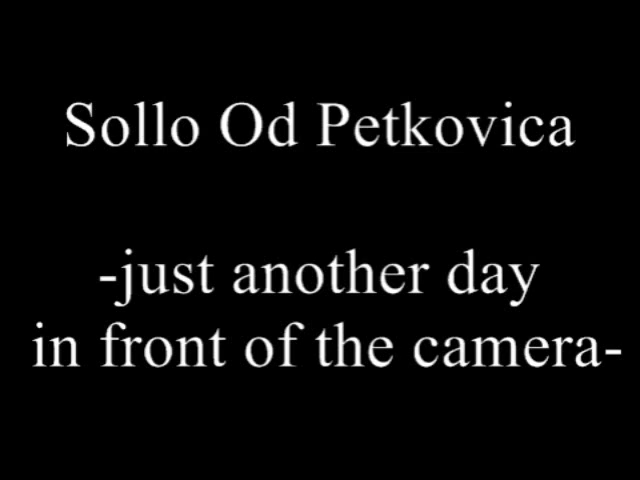 Sollo Od Petkovica
-just another day
in front of the camera-